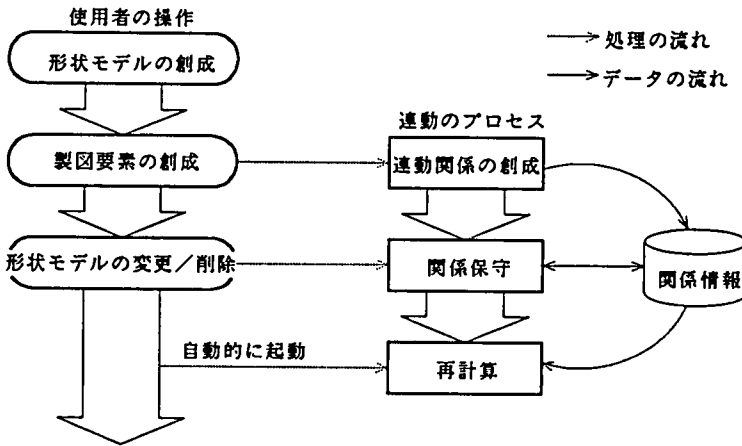 使用者の操作
形状モデルの創成
処理の流れ
データの流れ
連動のプロセス
製図要素の創成
連動関係の創成
形状モデルの変更／削除
関係保守
関係情報
自動的に起動
再計算